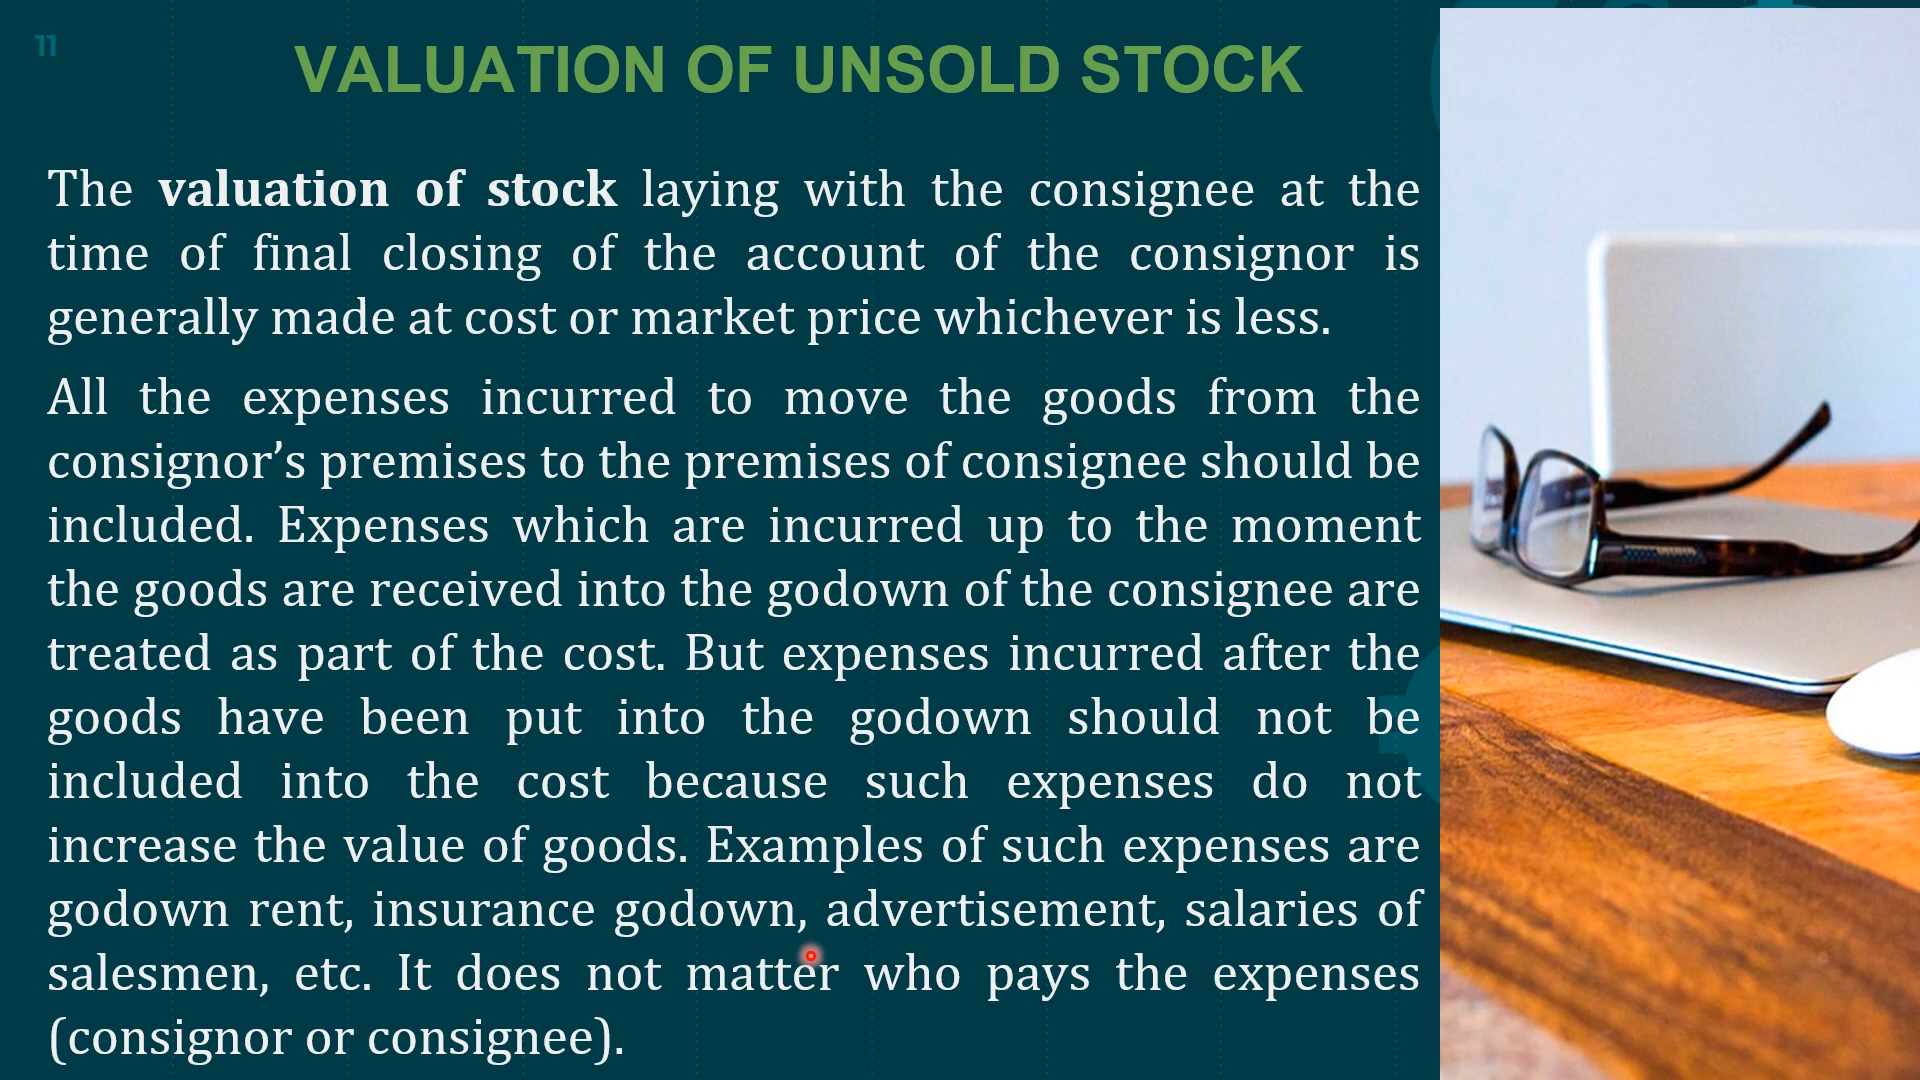 11
VALUATION OF UNSOLD STOCK
The valuation of stock laying with the consignee at the
time of final closing of the account of the consignor is
generally made at cost or market price whichever is less.
All the expenses incurred to move the goods from the
consignor’s premises to the premises of consignee should be
included. Expenses which are incurred up to the moment
the goods are received into the godown of the consignee are
treated as part of the cost. But expenses incurred after the
goods have been put into the godown should not be
included into the cost because such expenses do not
increase the value of goods. Examples of such expenses are
godown rent, insurance godown, advertisement, salaries of
salesmen, etc. It does not matter who pays the expenses
(consignor or consignee).